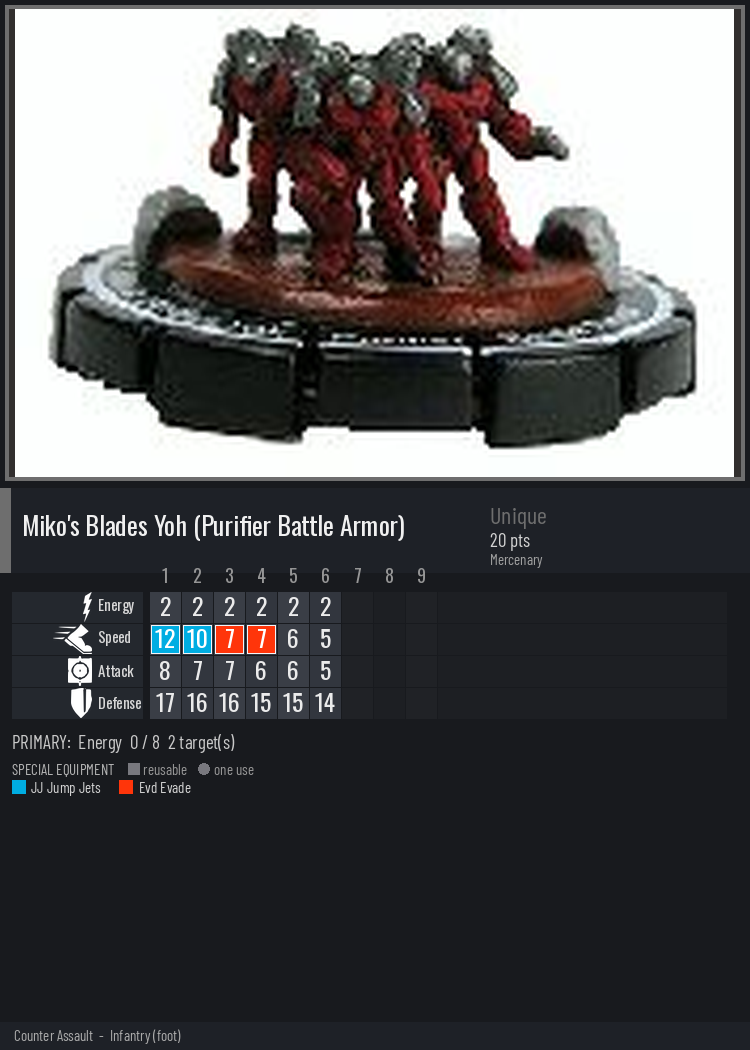 Miko's Blades Yoh (Purifier Battle Armor)
Unique
20 pts
Mercenary
1 2 3 4 5 6 7 8 9
Energy 2 2 2 2 2 2
Speed 12 10 7 7 6 5
Attack 8 7 7 6 6 5
Defense 17 16 16 15 15 14
PRIMARY: Energy 0 / 8 2 target(s)
SPECIAL EQUIPMENT reusable one use
JJ Jump Jets Evd Evade
Counter Assault - Infantry (foot)